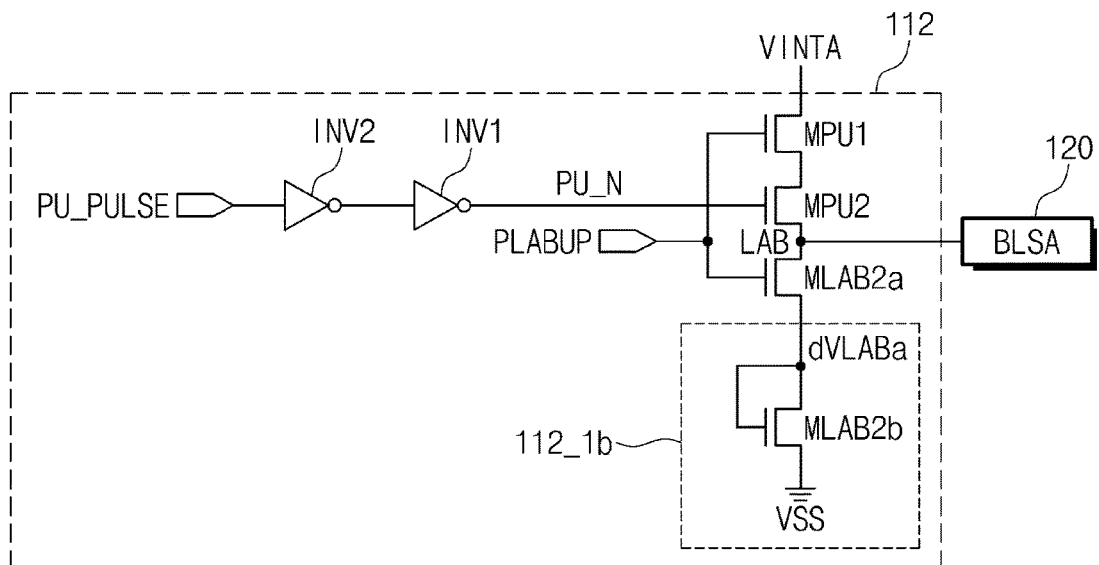 112
VINTA
INV2
INV1
MPU1
120
PU_PULSE
PU_N
MPU2
PLABUP
LAB
BLSA
MLAB2a
dVLABa
112_1b
MLAB2b
VSS